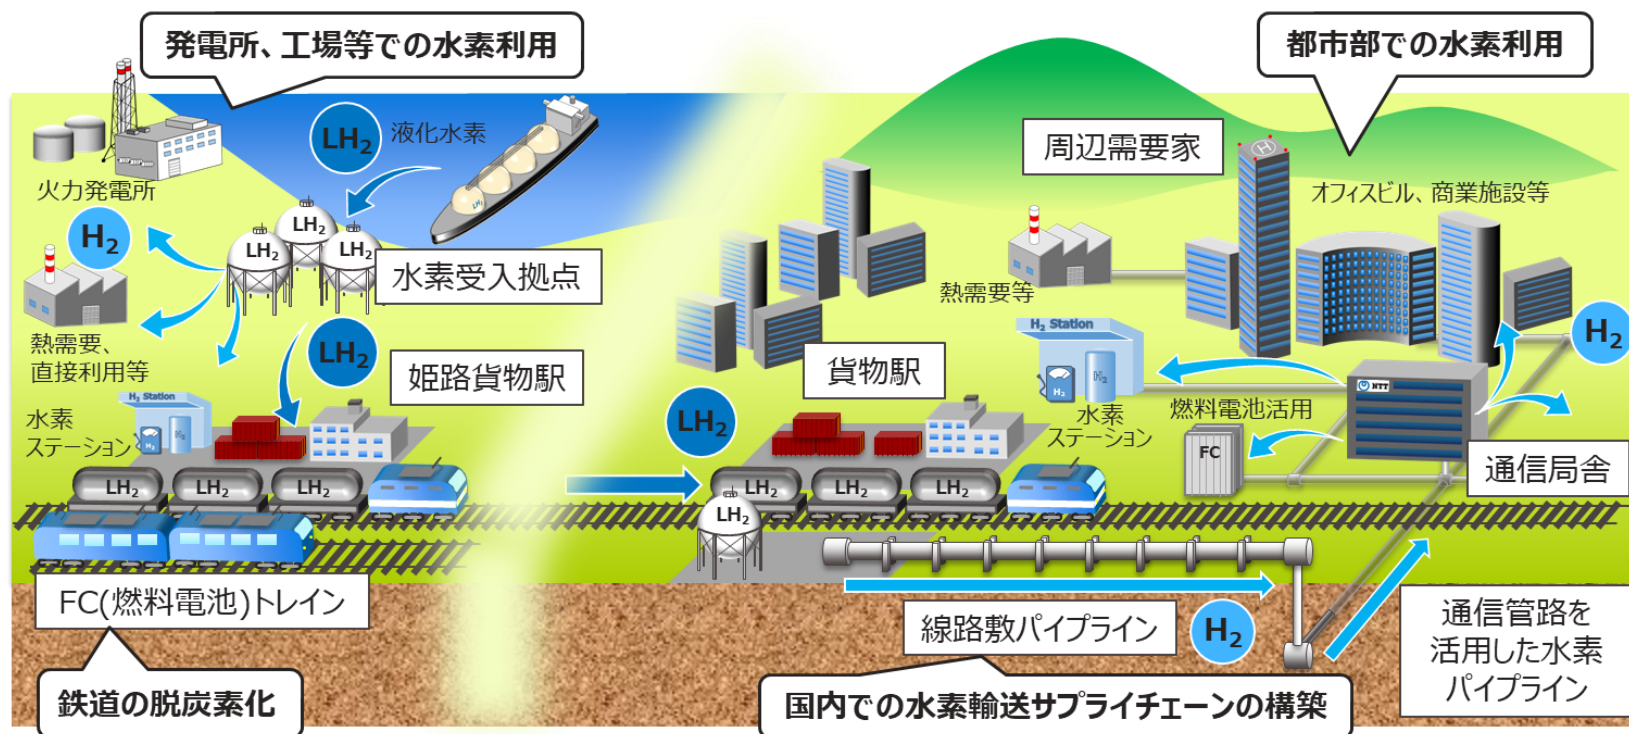 発電所、工場等での水素利用
都市部での水素利用
LH2
液化水素
LH2
火力発電所
H2
LH2
LH2
LH2
水素受入拠点
熱需要、
直接利用等
LH2
姫路貨物駅
水素
ステーション
H2 Station
H2
H2
LH2
LH2
LH2
FC(燃料電池)トレイン
鉄道の脱炭素化
周辺需要家
オフィスビル、商業施設等
H
熱需要等
H2 Station
H2
H2
水素
ステーション
貨物駅
LH2
LH2
LH2
LH2
LH2
燃料電池活用
FC
NTT
H2
通信局舎
線路敷パイプライン
H2
国内での水素輸送サプライチェーンの構築
通信管路を
活用した水素
パイプライン